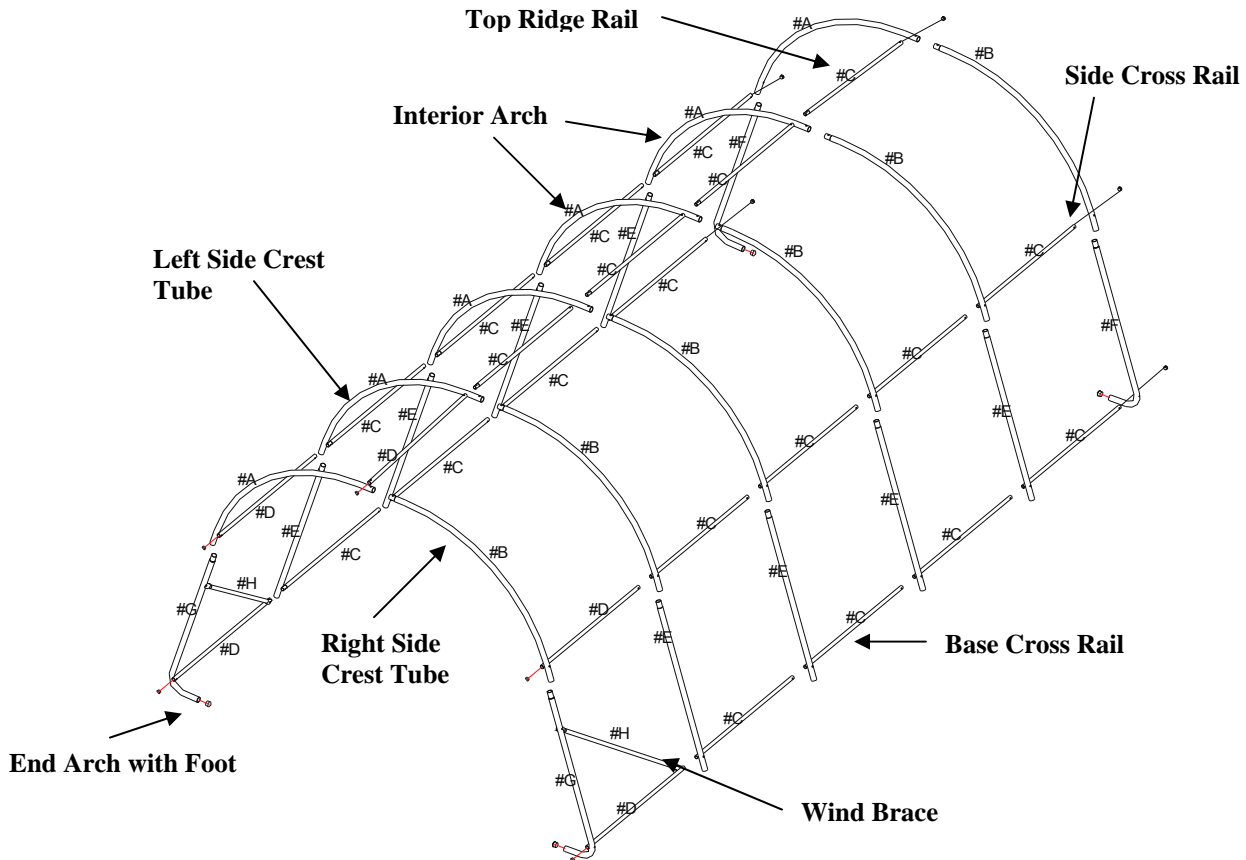 Top Ridge Rail
#A
#B
#C
Side Cross Rail
Interior Arch
#A
#F
#C
#B
#C
#A
#E
#C
#B
#C
#C
#C
Left Side Crest
Tube
#A
#E
#C
#B
#C
#C
#F
#A
#E
#C
#B
#C
#D
#C
#E
#C
#A
#D
#E
#C
#B
#C
#E
#C
#H
#G
#D
#E
#D
#C
Right Side
Crest Tube
#E
Base Cross Rail
#C
End Arch with Foot
#H
#G
#D
Wind Brace